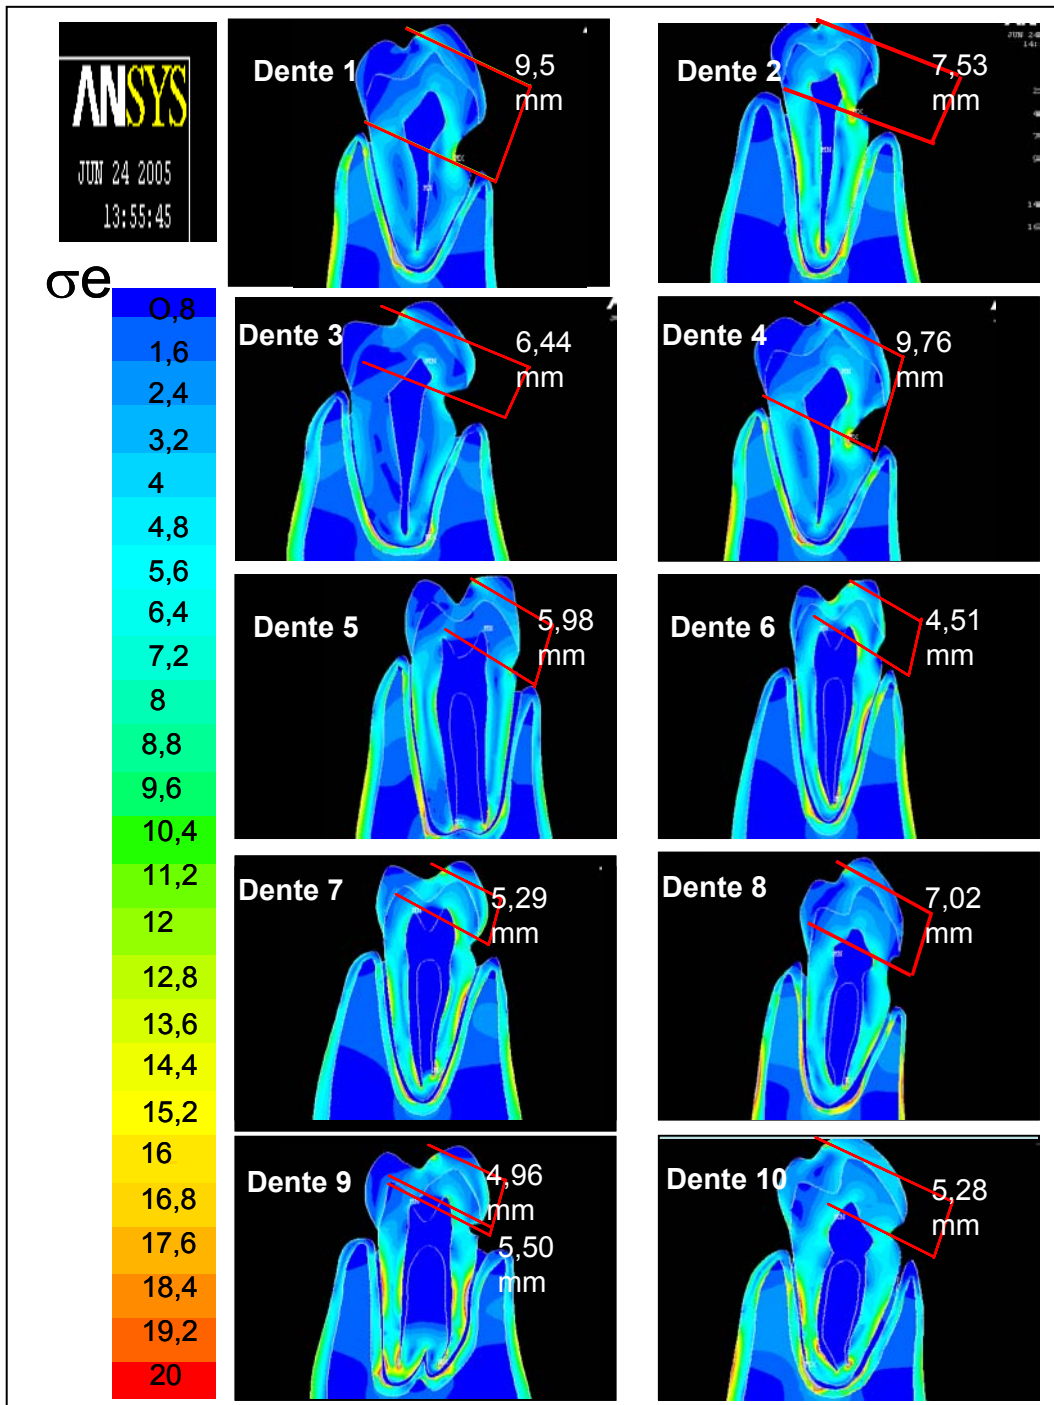 ANSYS
JUN 24 2005
13:55:45
σe
O,8
1,6
2,4
3,2
4
4,8
5,6
6,4
7,2
8
8,8
9,6
10,4
11,2
12
12,8
13,6
14,4
15,2
16
16,8
17,6
18,4
19,2
20
Dente 1
9,5
mm
Dente 2
7,53
mm
Dente 3
6,44
mm
Dente 4
9,76
mm
Dente 5
5,98
mm
Dente 6
4,51
mm
Dente 7
5,29
mm
Dente 8
7,02
mm
Dente 9
4,96
mm
5,50
mm
Dente 10
5,28
mm